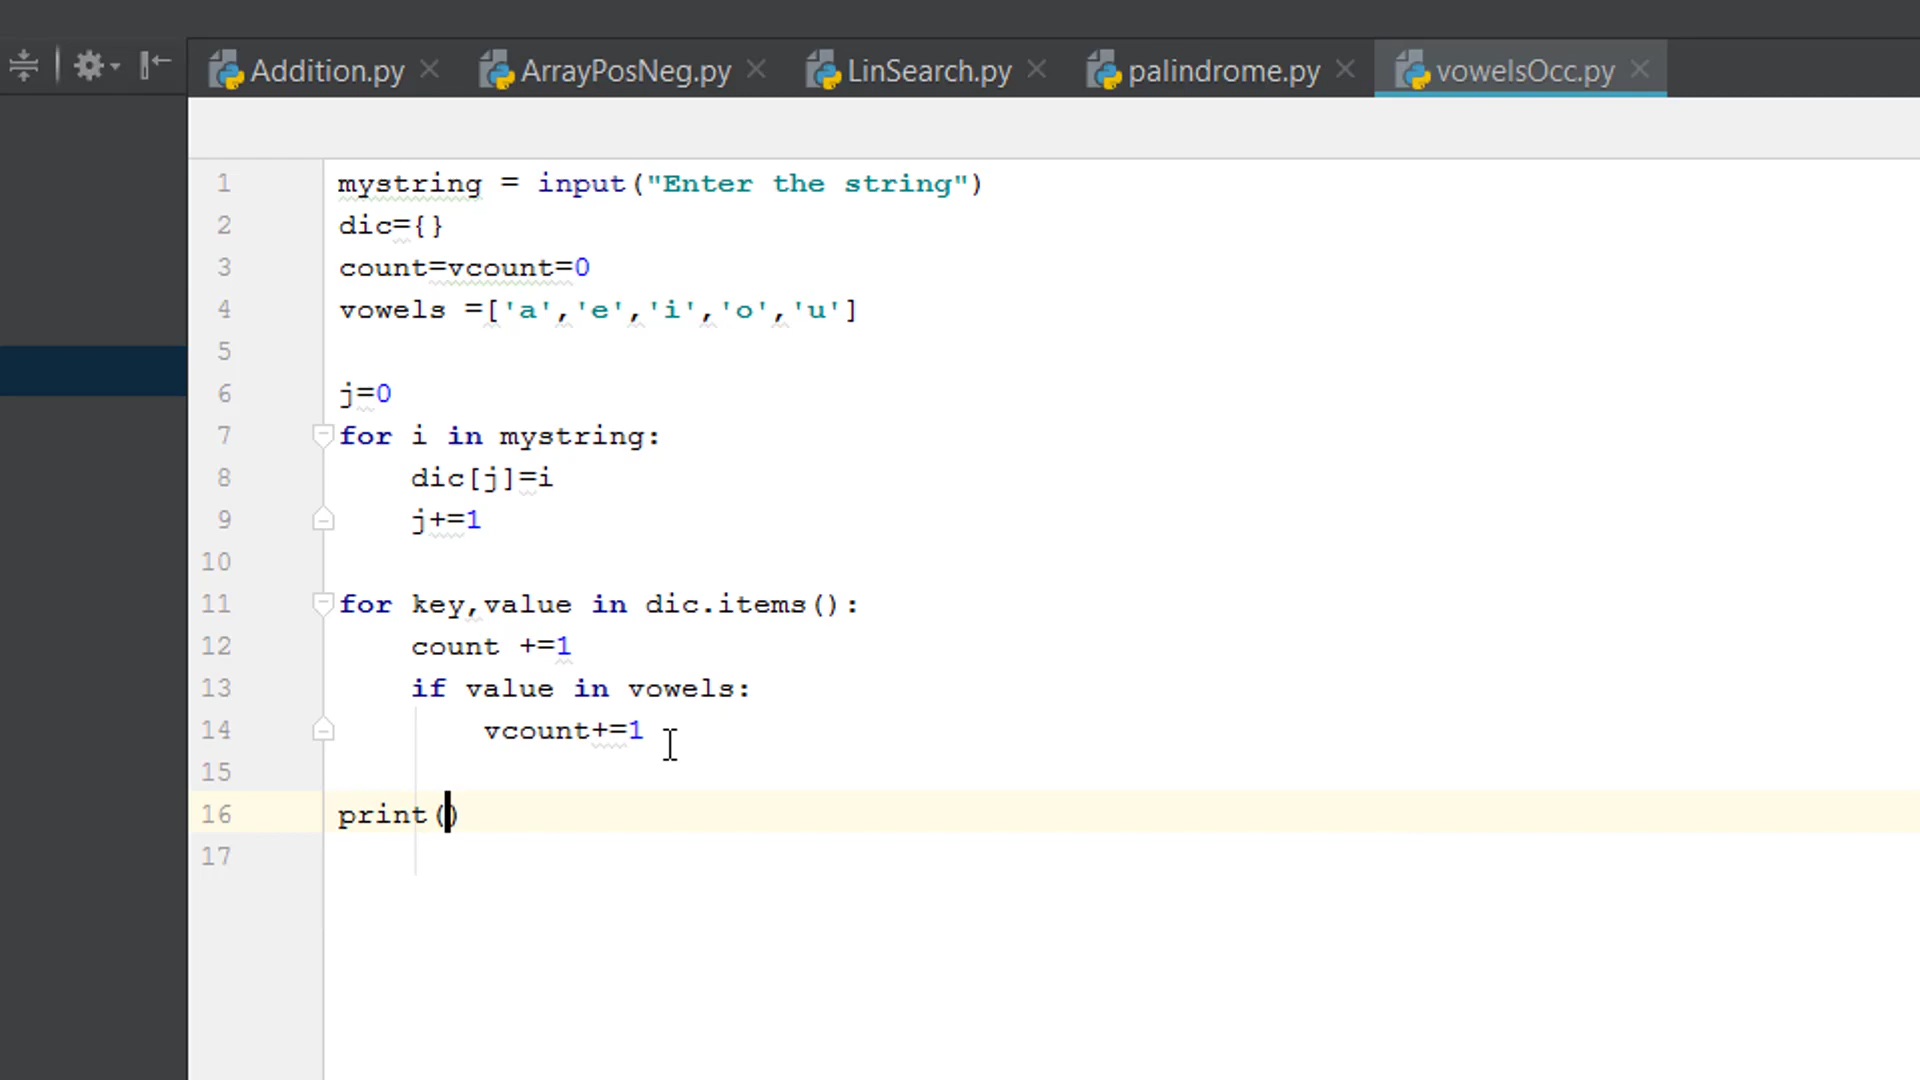 Addition.py ArrayPosNeg.py LinSearch.py palindrome.py vowelsOcc.py
1 mystring = input("Enter the string")
2 dic={}
3 count=vcount=0
4 vowels =['a','e','i','o','u']
5
6 j=0
7 for i in mystring:
8 dic[j]=i
9 j+=1
10
11 for key,value in dic.items():
12 count +=1
13 if value in vowels:
14 vcount+=1
15
16 print()
17